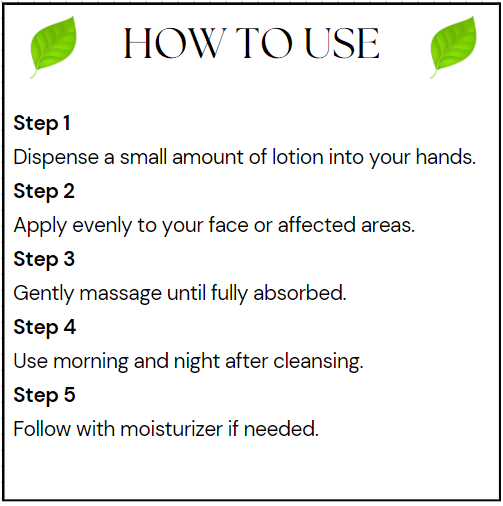 HOW TO USE
Step 1
Dispense a small amount of lotion into your hands.
Step 2
Apply evenly to your face or affected areas.
Step 3
Gently massage until fully absorbed.
Step 4
Use morning and night after cleansing.
Step 5
Follow with moisturizer if needed.